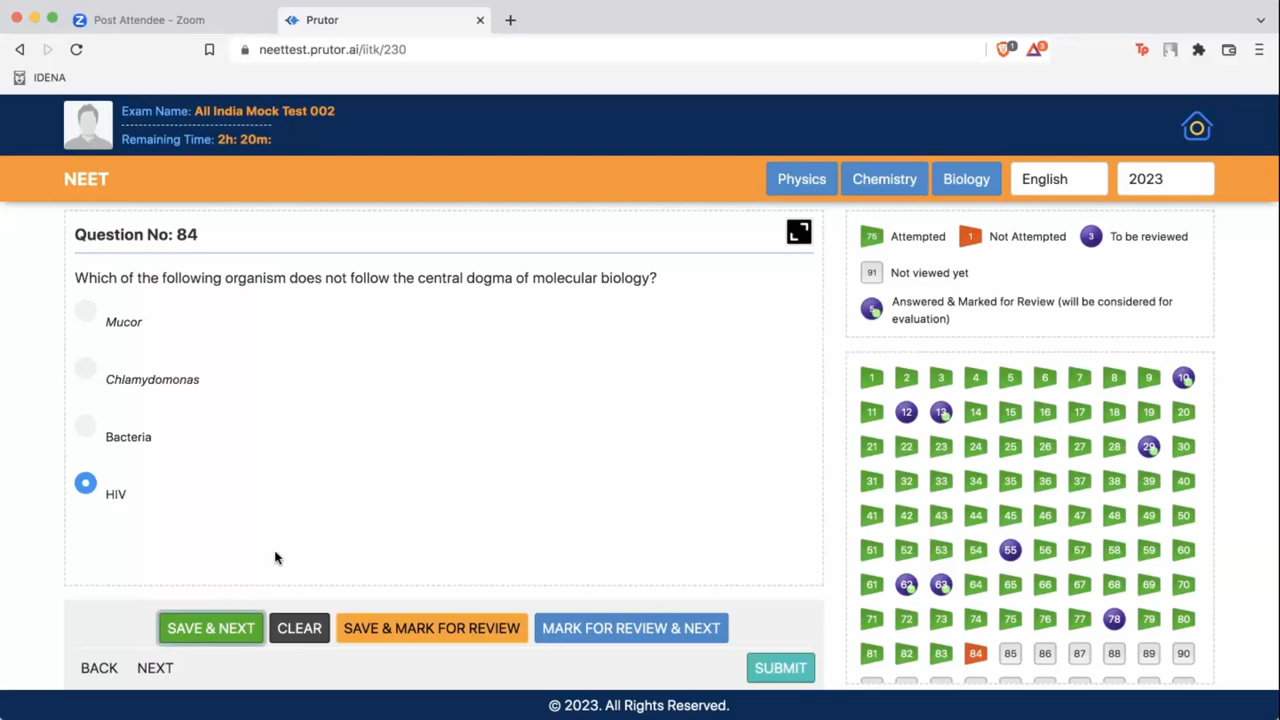 Post Attendee - Zoom
Prutor
neettest.prutor.ai/iitk/230
1
3
Tp
IDENA
Exam Name: All India Mock Test 002
Remaining Time: 2h: 20m:
NEET
Physics
Chemistry
Biology
English
2023
Question No: 84
Which of the following organism does not follow the central dogma of molecular biology?
Mucor
Chlamydomonas
Bacteria
HIV
SAVE & NEXT
CLEAR
SAVE & MARK FOR REVIEW
MARK FOR REVIEW & NEXT
BACK
NEXT
SUBMIT
75 Attempted
1 Not Attempted
3 To be reviewed
91 Not viewed yet
5 Answered & Marked for Review (will be considered for
evaluation)
1 2 3 4 5 6 7 8 9 10
11 12 13 14 15 16 17 18 19 20
21 22 23 24 25 26 27 28 29 30
31 32 33 34 35 36 37 38 39 40
41 42 43 44 45 46 47 48 49 50
51 52 53 54 55 56 57 58 59 60
61 62 63 64 65 66 67 68 69 70
71 72 73 74 75 76 77 78 79 80
81 82 83 84 85 86 87 88 89 90
© 2023. All Rights Reserved.